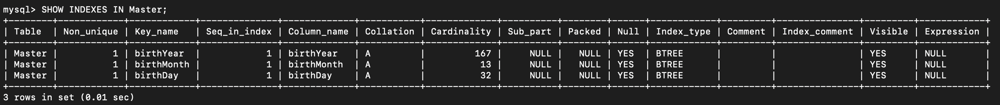 mysql> SHOW INDEXES IN Master;
+--------+------------+------------+--------------+-------------+-----------+-------------+----------+--------+------+------------+---------+---------------+---------+------------+
| Table  | Non_unique | Key_name   | Seq_in_index | Column_name | Collation | Cardinality | Sub_part | Packed | Null | Index_type | Comment | Index_comment | Visible | Expression |
+--------+------------+------------+--------------+-------------+-----------+-------------+----------+--------+------+------------+---------+---------------+---------+------------+
| Master |          1 | birthYear  |            1 | birthYear   | A         |         167 |     NULL |   NULL | YES  | BTREE      |         |               | YES     | NULL       |
| Master |          1 | birthMonth |            1 | birthMonth  | A         |          13 |     NULL |   NULL | YES  | BTREE      |         |               | YES     | NULL       |
| Master |          1 | birthDay   |            1 | birthDay    | A         |          32 |     NULL |   NULL | YES  | BTREE      |         |               | YES     | NULL       |
+--------+------------+------------+--------------+-------------+-----------+-------------+----------+--------+------+------------+---------+---------------+---------+------------+
3 rows in set (0.01 sec)